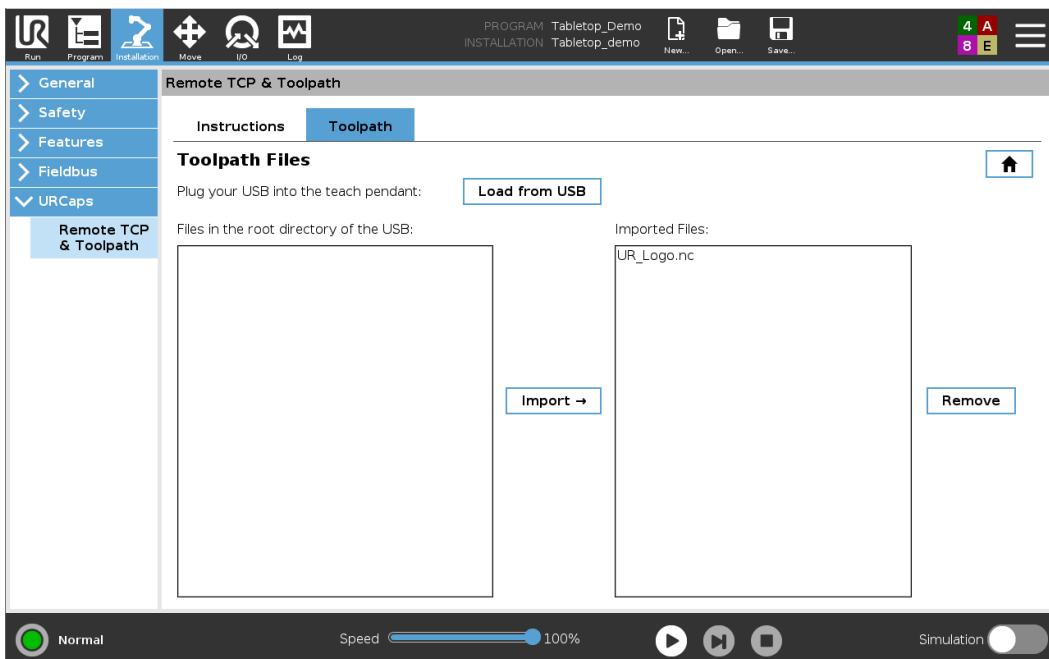 UR
Run
Program
Installation
Move
I/O
Log
PROGRAM Tabletop_Demo
INSTALLATION Tabletop_demo
New...
Open...
Save...
4 A
8 E
General
Safety
Features
Fieldbus
URCaps
Remote TCP
& Toolpath
Remote TCP & Toolpath
Instructions
Toolpath
Toolpath Files
Plug your USB into the teach pendant:
Load from USB
Files in the root directory of the USB:
Imported Files:
UR_Logo.nc
Import →
Remove
Normal
Speed
100%
Simulation